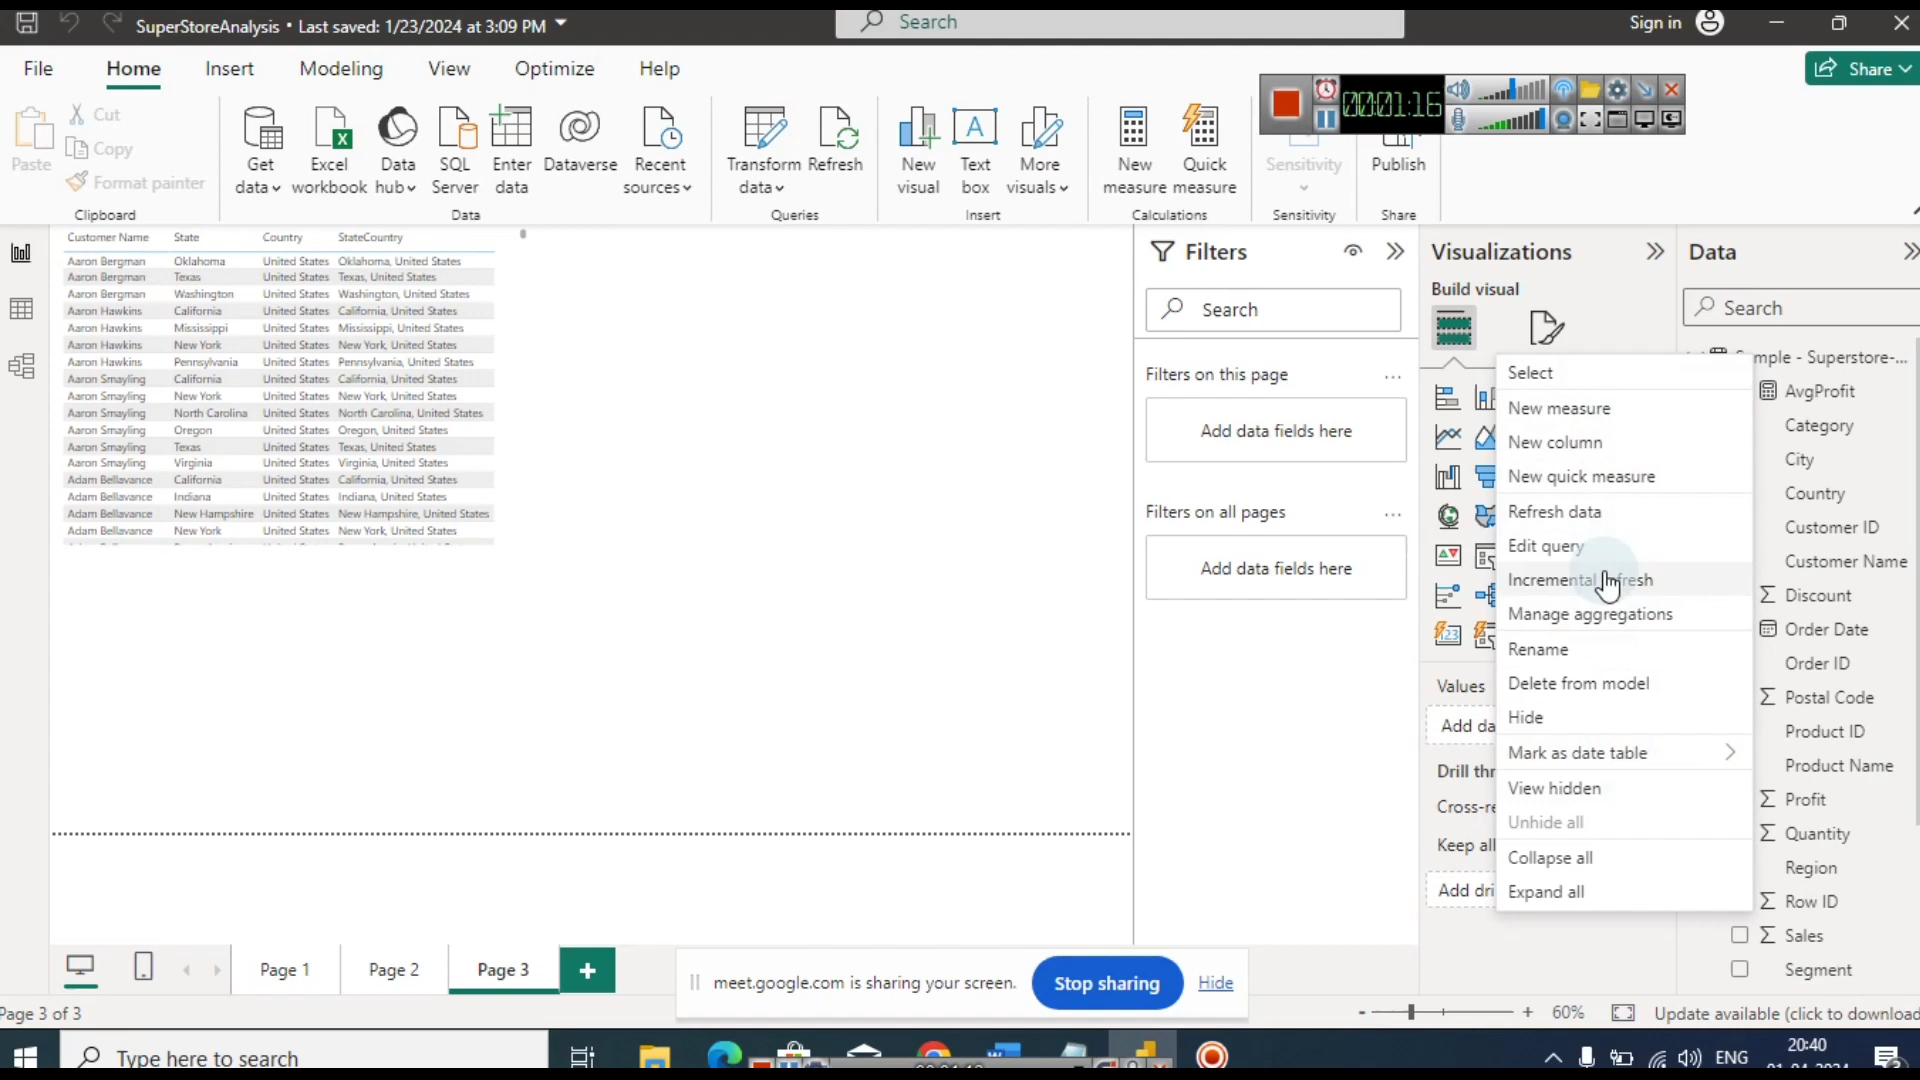 SuperStoreAnalysis • Last saved: 1/23/2024 at 3:09 PM
Search
Sign in
File Home Insert Modeling View Optimize Help
Share
00:01:16
Paste
Cut
Copy
Format painter
Clipboard
Get data
Excel workbook
Data hub
SQL Server
Enter data
Dataverse
Recent sources
Data
Transform data
Refresh
Queries
New visual
Text box
More visuals
Insert
New measure
Quick measure
Calculations
Sensitivity
Sensitivity
Publish
Share
Customer Name State Country StateCountry
Aaron Bergman Oklahoma United States Oklahoma, United States
Aaron Bergman Texas United States Texas, United States
Aaron Bergman Washington United States Washington, United States
Aaron Hawkins California United States California, United States
Aaron Hawkins Mississippi United States Mississippi, United States
Aaron Hawkins New York United States New York, United States
Aaron Hawkins Pennsylvania United States Pennsylvania, United States
Aaron Smayling California United States California, United States
Aaron Smayling New York United States New York, United States
Aaron Smayling North Carolina United States North Carolina, United States
Aaron Smayling Oregon United States Oregon, United States
Aaron Smayling Texas United States Texas, United States
Aaron Smayling Virginia United States Virginia, United States
Adam Bellavance California United States California, United States
Adam Bellavance Indiana United States Indiana, United States
Adam Bellavance New Hampshire United States New Hampshire, United States
Adam Bellavance New York United States New York, United States
Filters
Search
Filters on this page
Add data fields here
Filters on all pages
Add data fields here
Visualizations
Build visual
Values
Add da
Drill thr
Cross-re
Keep all
Add dri
Select
New measure
New column
New quick measure
Refresh data
Edit query
Incremental refresh
Manage aggregations
Rename
Delete from model
Hide
Mark as date table
View hidden
Unhide all
Collapse all
Expand all
Data
Search
mple - Superstore-...
AvgProfit
Category
City
Country
Customer ID
Customer Name
Discount
Order Date
Order ID
Postal Code
Product ID
Product Name
Profit
Quantity
Region
Row ID
Sales
Segment
Page 1 Page 2 Page 3 +
meet.google.com is sharing your screen. Stop sharing Hide
Page 3 of 3
- + 60% Update available (click to download
Type here to search
ENG
20:40